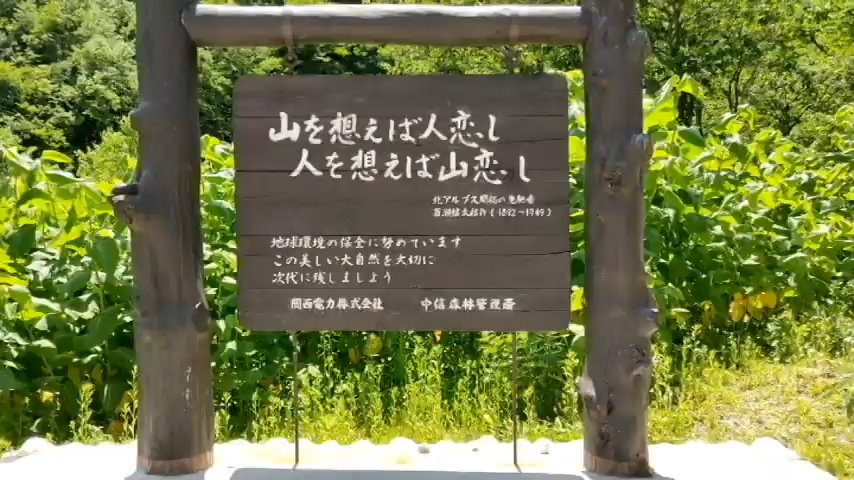 山を想えば人恋し
人を想えば山恋し
北アルプス開拓の先駆者
百瀬慎太郎作(1892~1949)
地球環境の保全に努めています
この美しい大自然を大切に
次代に残しましょう
関西電力株式会社 中信森林管理署